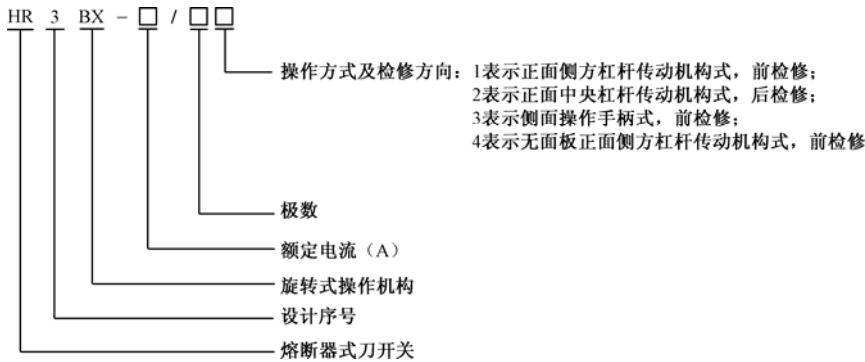 HR 3 BX - □ / □ □
操作方式及检修方向：1表示正面侧方杠杆传动机构式，前检修；
2表示正面中央杠杆传动机构式，后检修；
3表示侧面操作手柄式，前检修；
4表示无面板正面侧方杠杆传动机构式，前检修
极数
额定电流（A）
旋转式操作机构
设计序号
熔断器式刀开关